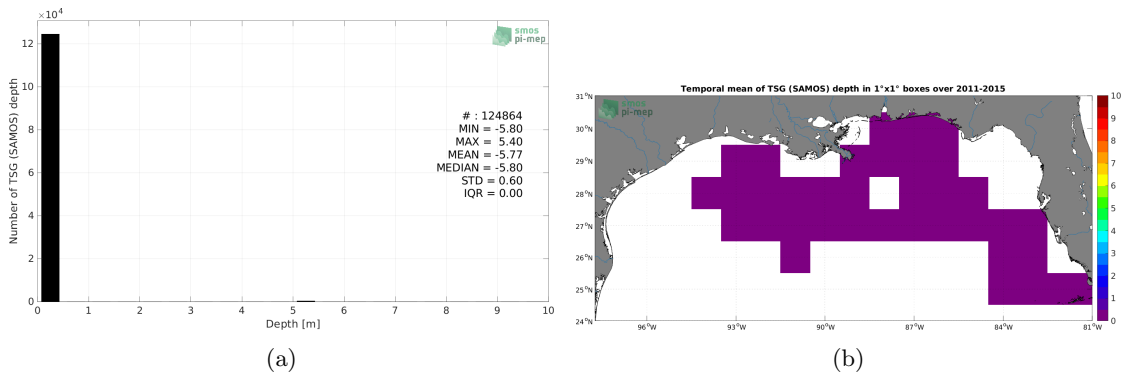 ×10⁴
smos
pi-mep
12
10
8
6
4
2
0
Number of TSG (SAMOS) depth
# : 124864
MIN = -5.80
MAX = 5.40
MEAN = -5.77
MEDIAN = -5.80
STD = 0.60
IQR = 0.00
0 1 2 3 4 5 6 7 8 9 10
Depth [m]
(a)
Temporal mean of TSG (SAMOS) depth in 1°x1° boxes over 2011-2015
smos
pi-mep
31°N
30°N
29°N
28°N
27°N
26°N
25°N
24°N
96°W 93°W 90°W 87°W 84°W 81°W
10
9
8
7
6
5
4
3
2
1
0
(b)